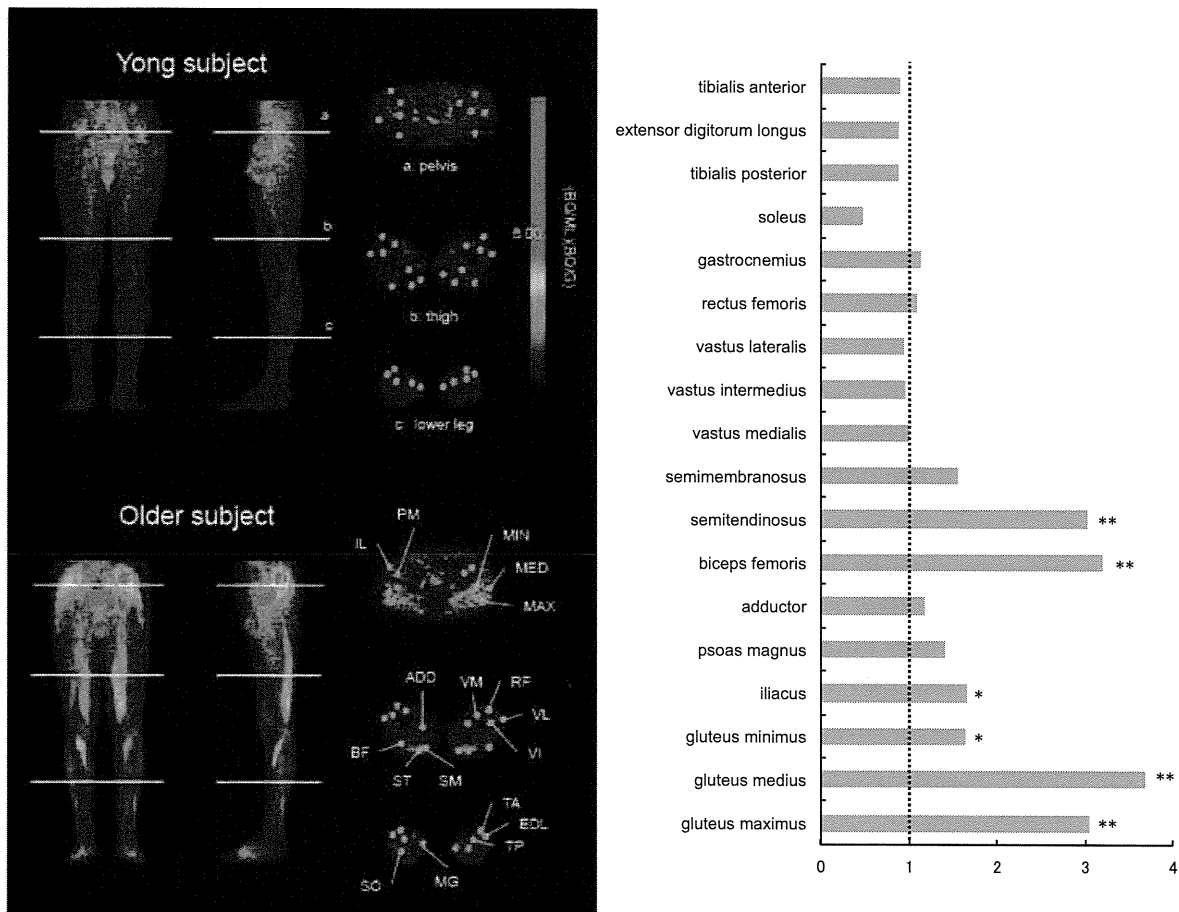 Yong subject
a
b
c
a: pelvis
b: thigh
c: lower leg
Older subject
PM
IL
MIN
MED
MAX
ADD
VM
RF
VL
BF
VI
ST
SM
TA
EDL
TP
SO
MG
tibialis anterior
extensor digitorum longus
tibialis posterior
soleus
gastrocnemius
rectus femoris
vastus lateralis
vastus intermedius
vastus medialis
semimembranosus
semitendinosus **
biceps femoris **
adductor
psoas magnus
iliacus *
gluteus minimus *
gluteus medius **
gluteus maximus **
0 1 2 3 4